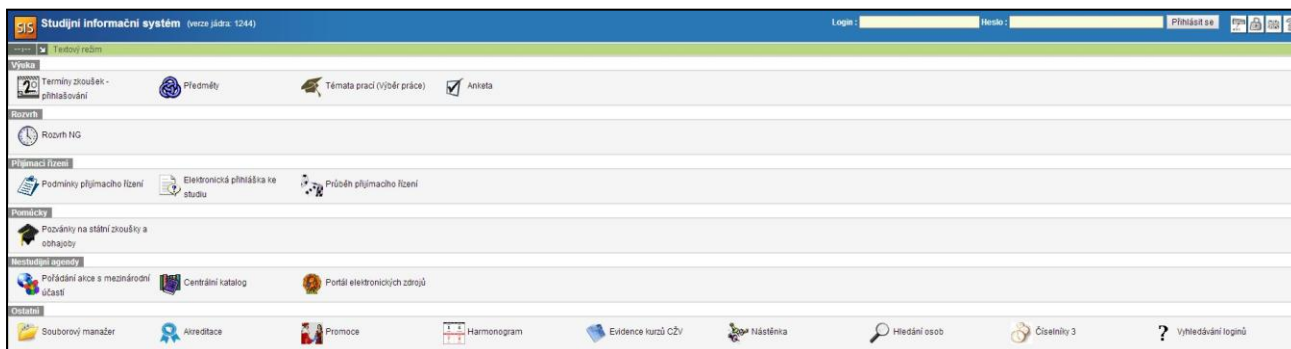 SIS Studijní informační systém (verze jádra: 1244) Login : Heslo : Přihlásit se
--:-- Textový režim
Výuka
Termíny zkoušek - přihlašování
Předměty
Témata prací (Výběr práce)
Anketa
Rozvrh
Rozvrh NG
Přijímací řízení
Podmínky přijímacího řízení
Elektronická přihláška ke
studiu
Průběh přijímacího řízení
Pomůcky
Pozvánky na státní zkoušky a
obhajoby
Nestudijní agendy
Pořádání akce s mezinárodní
účastí
Centrální katalog
Portál elektronických zdrojů
Ostatní
Souborový manažer
Akreditace
Promoce
Harmonogram
Evidence kurzů CŽV
Nástěnka
Hledání osob
Číselníky 3
? Vyhledávání loginů